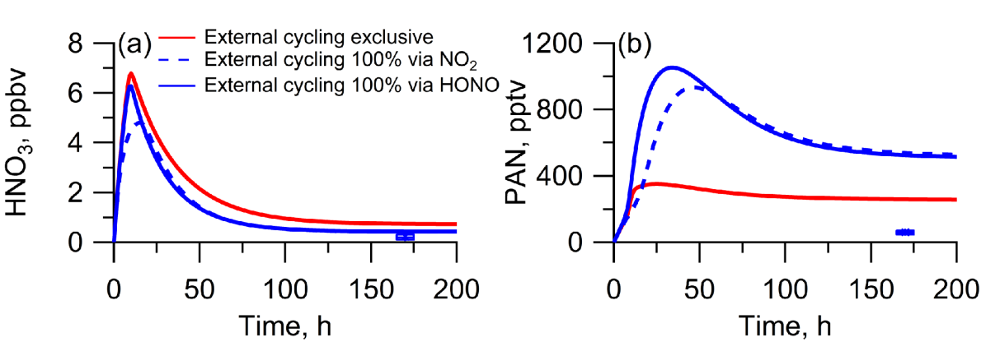 (a)
External cycling exclusive
External cycling 100% via NO₂
External cycling 100% via HONO
HNO₃, ppbv
8
6
4
2
0
0 50 100 150 200
Time, h
(b)
PAN, pptv
1200
800
400
0
0 50 100 150 200
Time, h